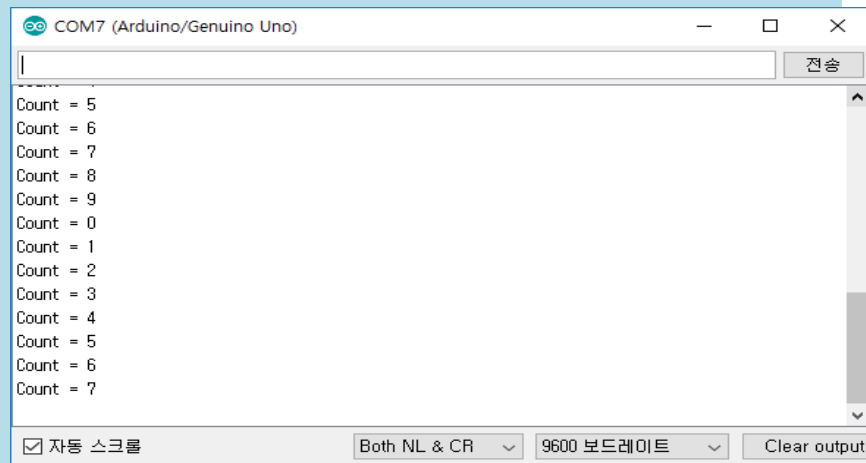 COM7 (Arduino/Genuino Uno)
전송
Count = 5
Count = 6
Count = 7
Count = 8
Count = 9
Count = 0
Count = 1
Count = 2
Count = 3
Count = 4
Count = 5
Count = 6
Count = 7
자동 스크롤 Both NL & CR 9600 보드레이트 Clear output